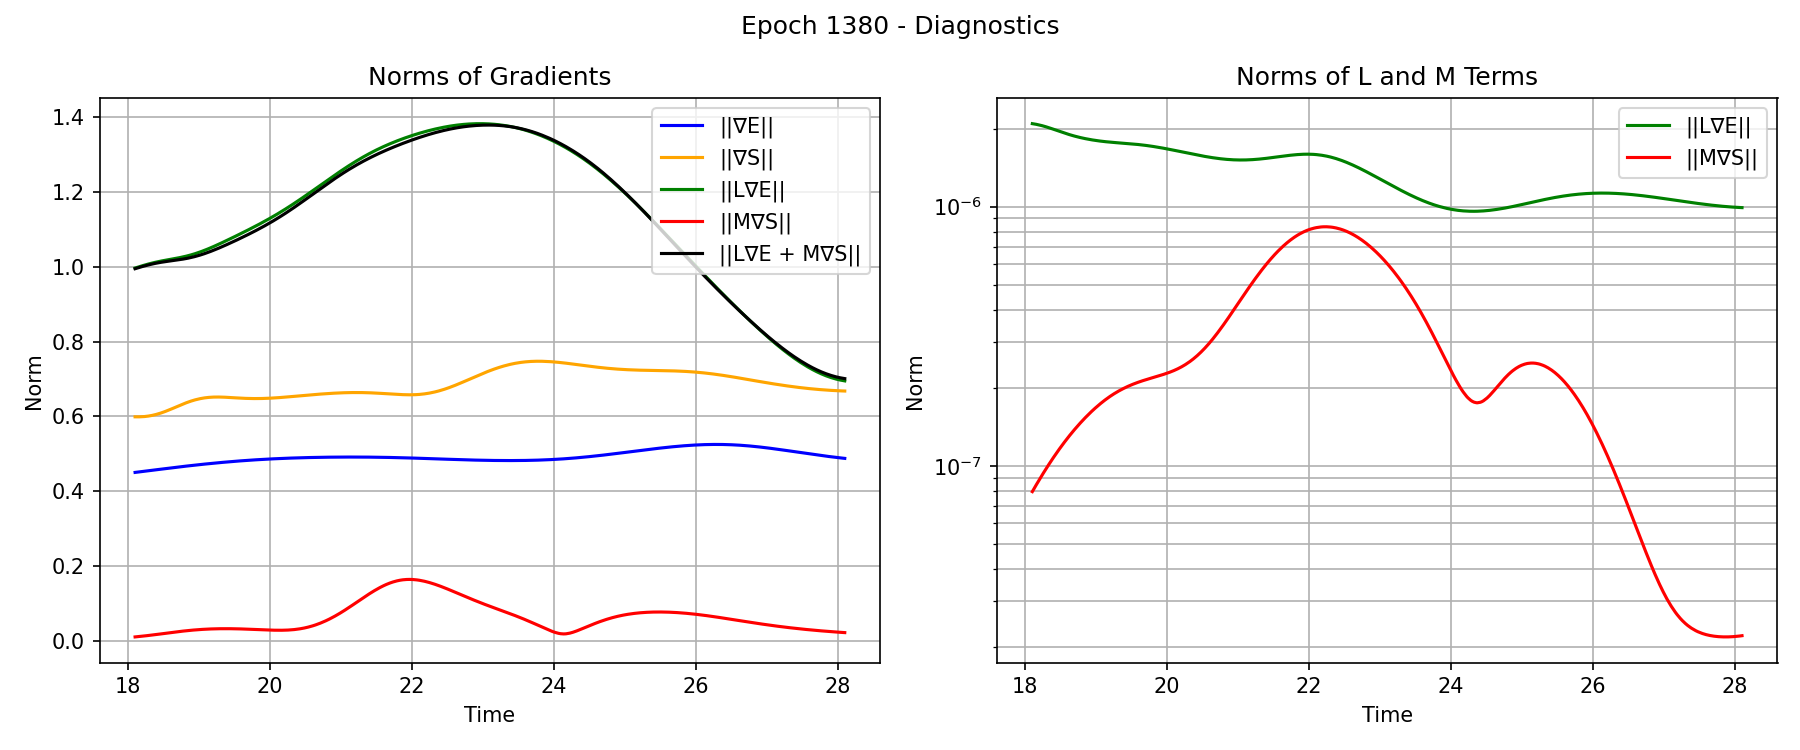 Epoch 1380 - Diagnostics
Norms of Gradients
Norm
1.4
1.2
1.0
0.8
0.6
0.4
0.2
0.0
18 20 22 24 26 28
Time
||∇E||
||∇S||
||L∇E||
||M∇S||
||L∇E + M∇S||
Norms of L and M Terms
Norm
10⁻⁶
10⁻⁷
18 20 22 24 26 28
Time
||L∇E||
||M∇S||